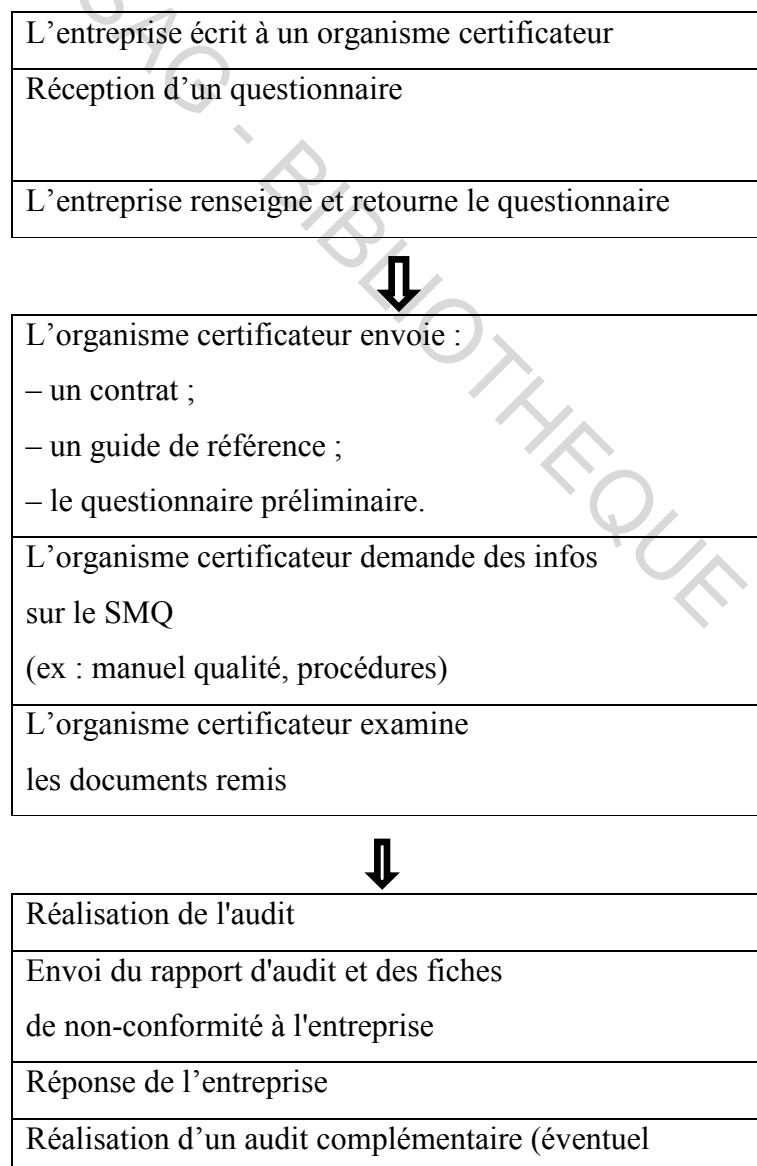 L’entreprise écrit à un organisme certificateur
Réception d’un questionnaire
L’entreprise renseigne et retourne le questionnaire
L’organisme certificateur envoie :
– un contrat ;
– un guide de référence ;
– le questionnaire préliminaire.
L’organisme certificateur demande des infos
sur le SMQ
(ex : manuel qualité, procédures)
L’organisme certificateur examine
les documents remis
Réalisation de l'audit
Envoi du rapport d'audit et des fiches
de non-conformité à l'entreprise
Réponse de l’entreprise
Réalisation d’un audit complémentaire (éventuel
SAG - BIBLIOTHEQUE